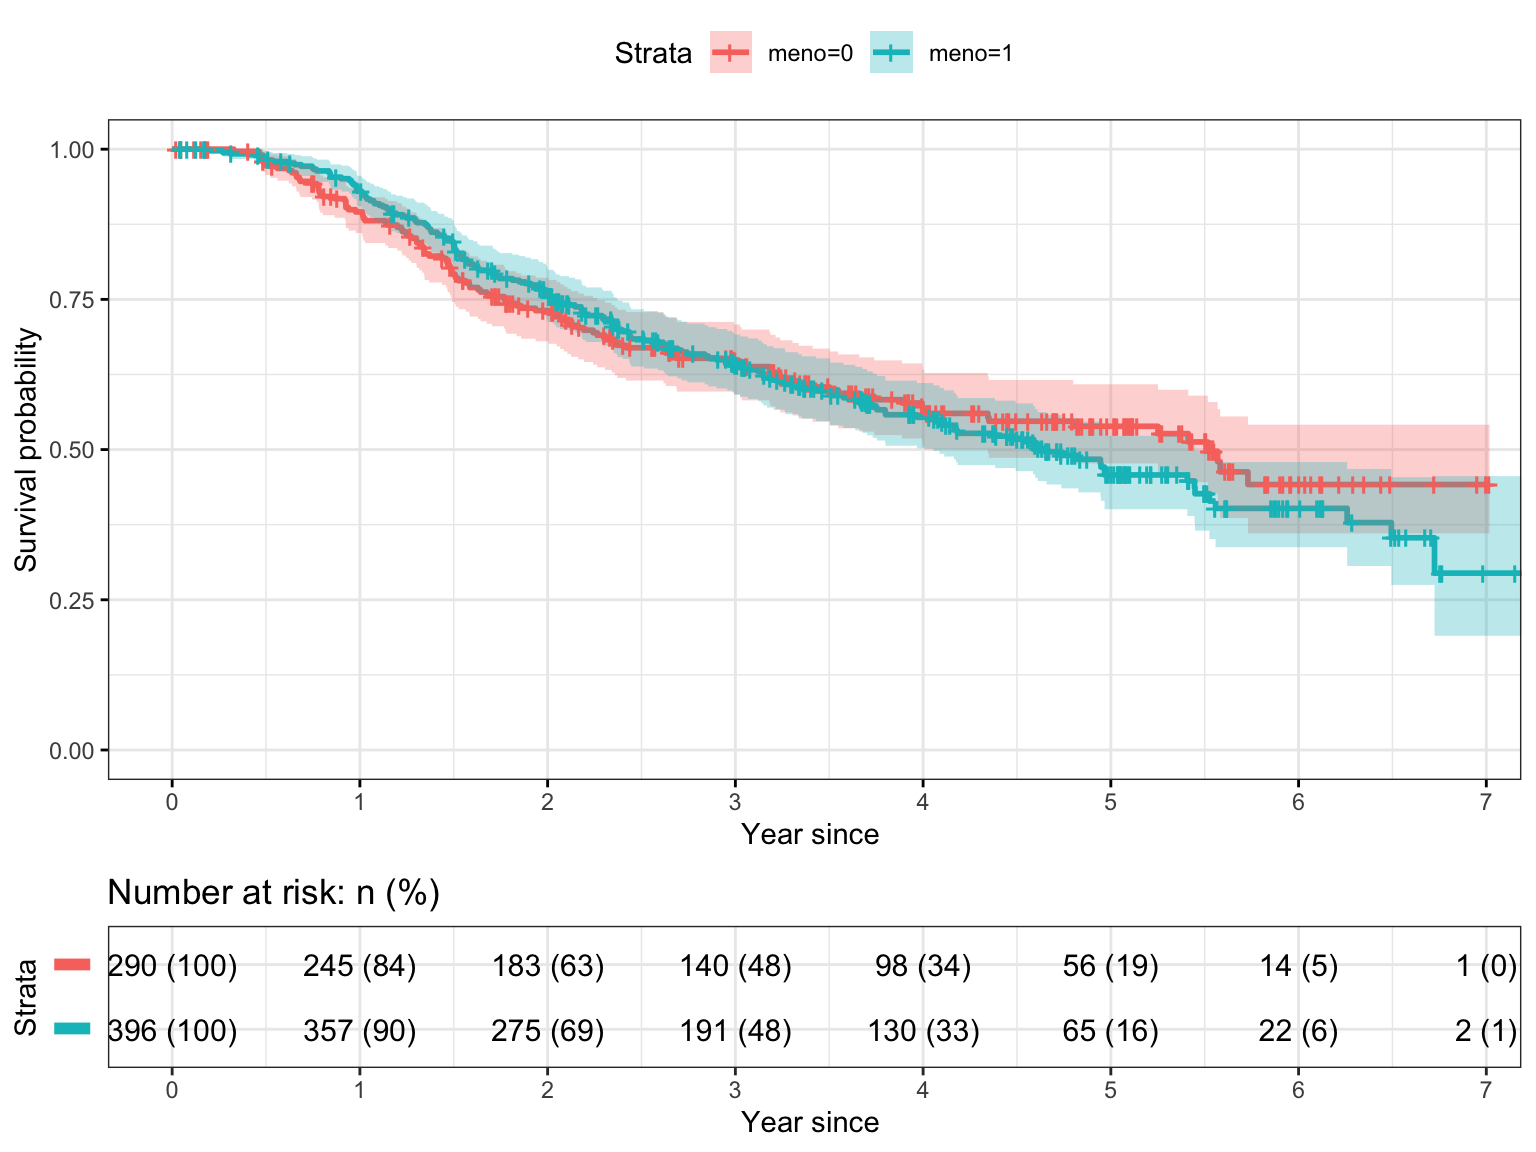 Strata meno=0 meno=1
1.00
0.75
0.50
0.25
0.00
Survival probability
0 1 2 3 4 5 6 7
Year since
Number at risk: n (%)
Strata
290 (100) 245 (84) 183 (63) 140 (48) 98 (34) 56 (19) 14 (5) 1 (0)
396 (100) 357 (90) 275 (69) 191 (48) 130 (33) 65 (16) 22 (6) 2 (1)
0 1 2 3 4 5 6 7
Year since